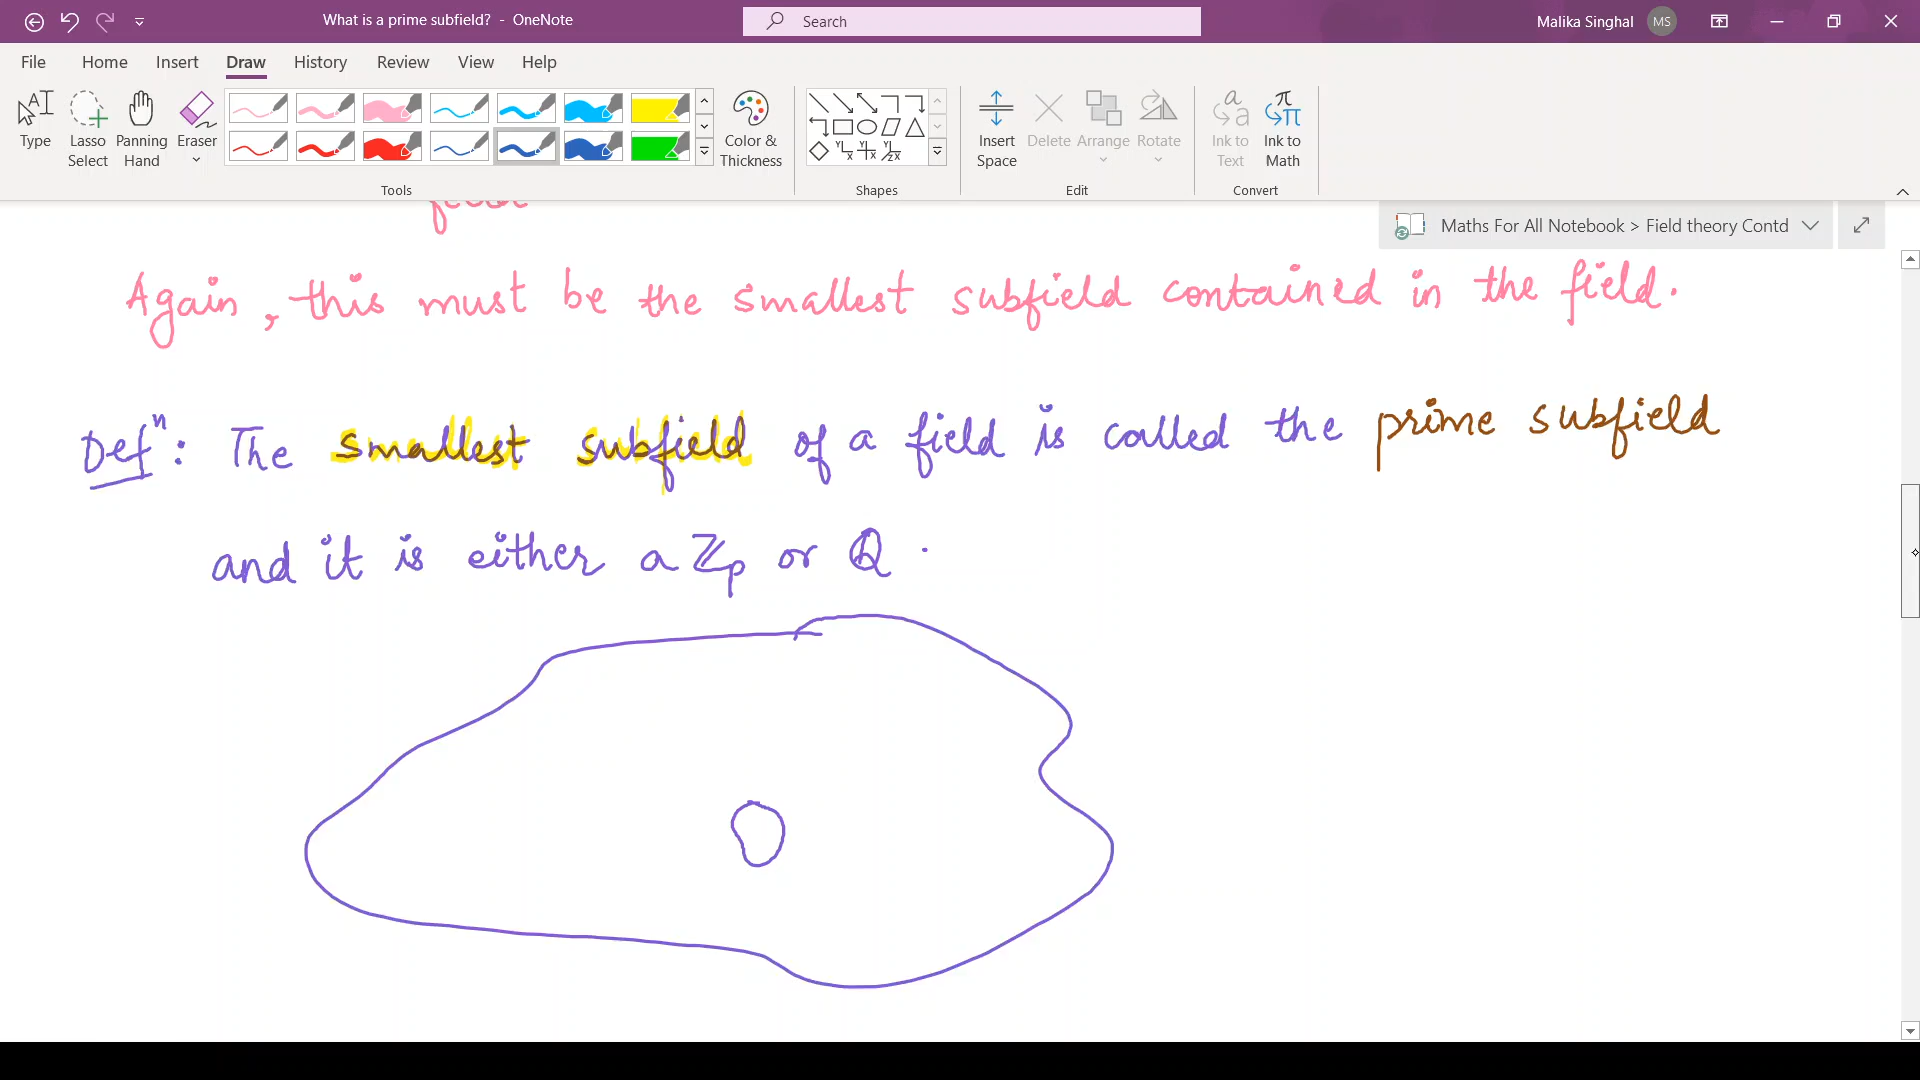 What is a prime subfield? - OneNote
Search
Malika Singhal
MS
File Home Insert Draw History Review View Help
Type
Lasso Select
Panning Hand
Eraser
Color & Thickness
Insert Space
Delete
Arrange
Rotate
Ink to Text
Ink to Math
Tools
Shapes
Edit
Convert
Maths For All Notebook > Field theory Contd
field
Again, this must be the smallest subfield contained in the field.
Defⁿ: The smallest subfield of a field is called the prime subfield
and it is either a ℤp or ℚ.